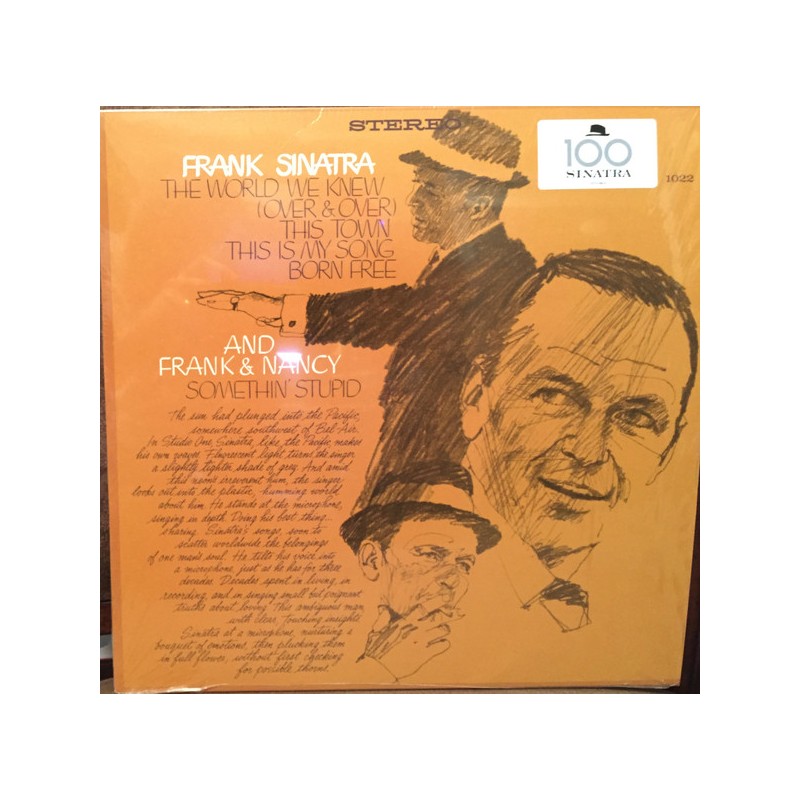 STEREO
100
SINATRA
1022
FRANK SINATRA
THE WORLD WE KNEW
(OVER & OVER)
THIS TOWN
THIS IS MY SONG
BORN FREE
AND
FRANK & NANCY
SOMETHIN' STUPID
The sun had plunged into the Pacific,
somewhere southwest of Bel-Air.
In Studio One, Sinatra, like the Pacific, makes
his own waves. Fluorescent light turns the singer
a slightly tighter shade of grey. And amid
this neon'd irreverent him, the singer
looks out into the plastic, humming world
about him. He stands at the microphone,
singing in depth. Doing his best thing...
sharing. Sinatra's songs, soon to
scatter worldwide the belongings
of one man's soul. He tilts his voice into
a microphone, just as he has for three
decades. Decades spent in living, in
recording, and in singing small but poignant
truths about loving. This ambiguous man
with clear, touching insights.
Sinatra at a microphone, nurturing a
bouquet of emotions, then plucking them
in full flower, without first checking
for possible thorns.